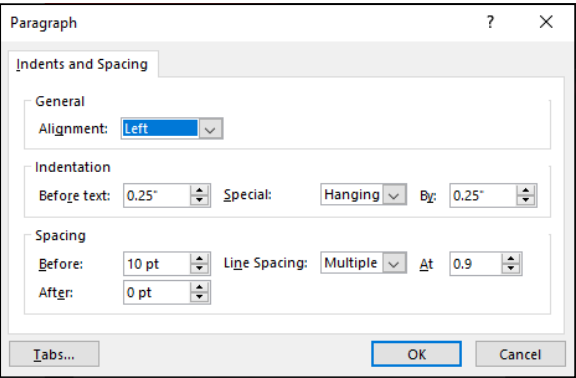 Paragraph ?
Indents and Spacing
General
Alignment: Left
Indentation
Before text: 0.25" Special: Hanging By: 0.25"
Spacing
Before: 10 pt Line Spacing: Multiple At 0.9
After: 0 pt
Tabs... OK Cancel